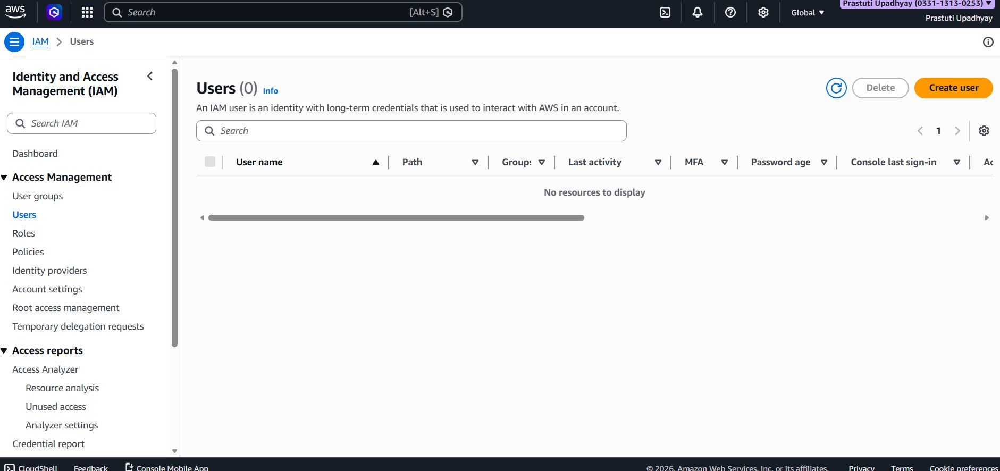 aws
Search
[Alt+S]
Global
Prastuti Upadhyay (0331-1313-0253)
Prastuti Upadhyay
IAM
Users
Identity and Access
Management (IAM)
Search IAM
Dashboard
Access Management
User groups
Users
Roles
Policies
Identity providers
Account settings
Root access management
Temporary delegation requests
Access reports
Access Analyzer
Resource analysis
Unused access
Analyzer settings
Credential report
Users (0) Info
Delete
Create user
An IAM user is an identity with long-term credentials that is used to interact with AWS in an account.
Search
1
User name
Path
Groups
Last activity
MFA
Password age
Console last sign-in
Ac
No resources to display
CloudShell
Feedback
Console Mobile App
© 2026, Amazon Web Services, Inc. or its affiliates.
Privacy
Terms
Cookie preferences